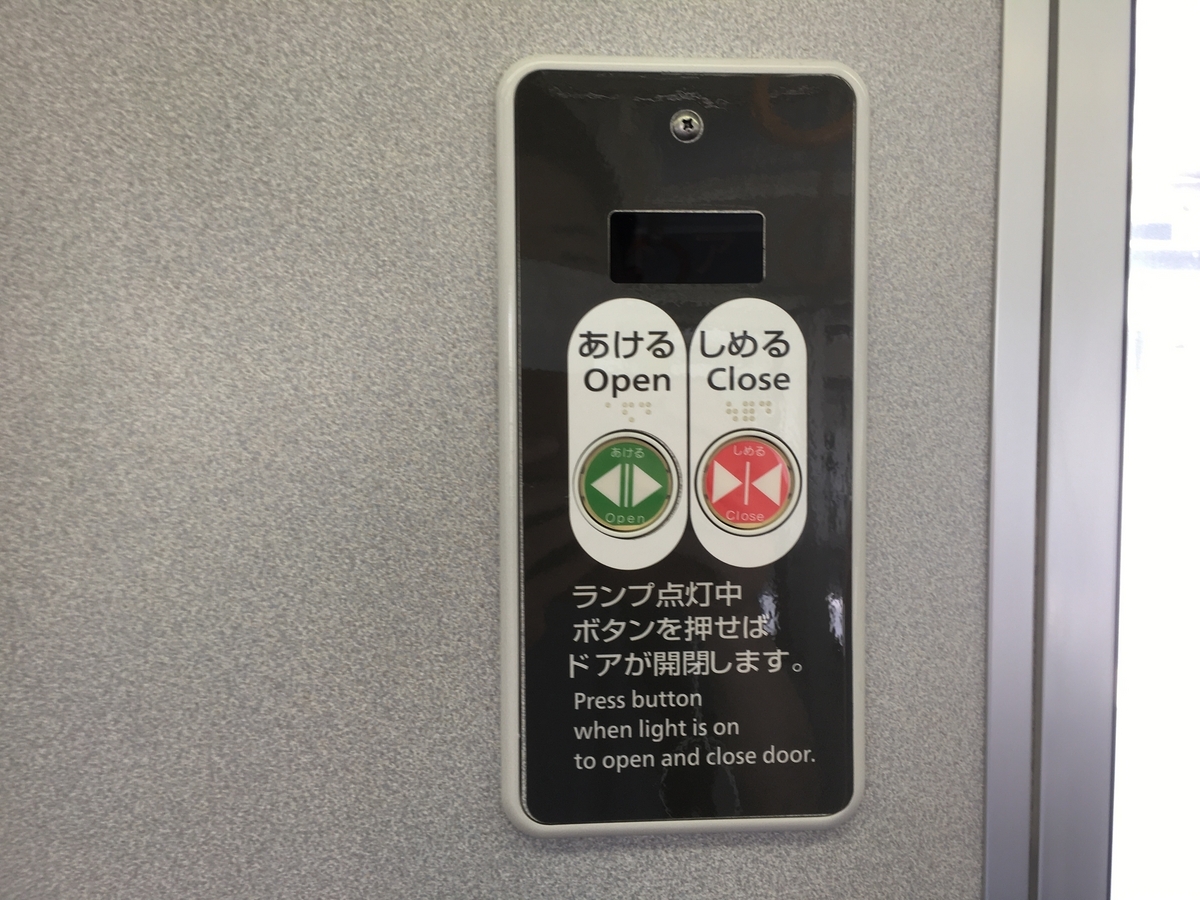 あける
Open
しめる
Close
あける
Open
しめる
Close
ランプ点灯中
ボタンを押せば
ドアが開閉します。
Press button
when light is on
to open and close door.